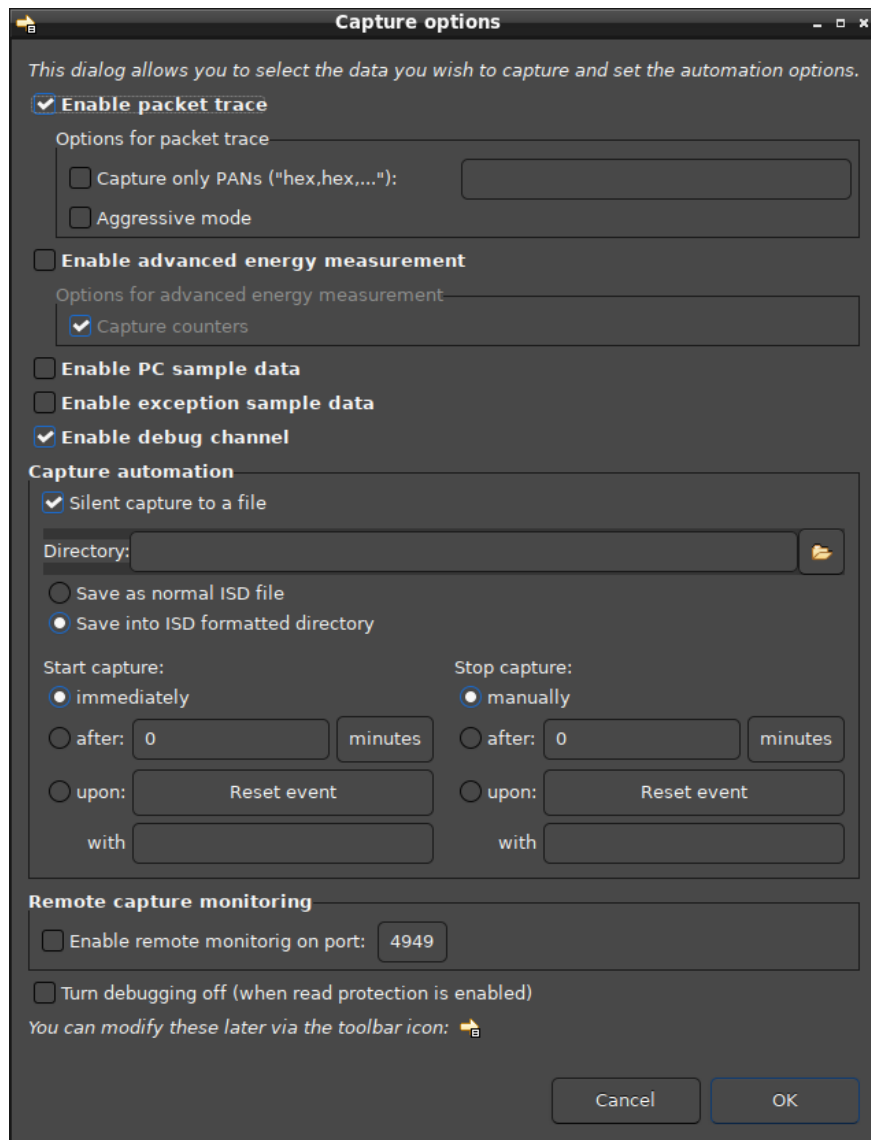 Capture options
This dialog allows you to select the data you wish to capture and set the automation options.
Enable packet trace
Options for packet trace
Capture only PANs ("hex,hex,..."):
Aggressive mode
Enable advanced energy measurement
Options for advanced energy measurement
Capture counters
Enable PC sample data
Enable exception sample data
Enable debug channel
Capture automation
Silent capture to a file
Directory:
Save as normal ISD file
Save into ISD formatted directory
Start capture: Stop capture:
immediately manually
after: 0 minutes after: 0 minutes
upon: Reset event upon: Reset event
with with
Remote capture monitoring
Enable remote monitorig on port: 4949
Turn debugging off (when read protection is enabled)
You can modify these later via the toolbar icon:
Cancel OK